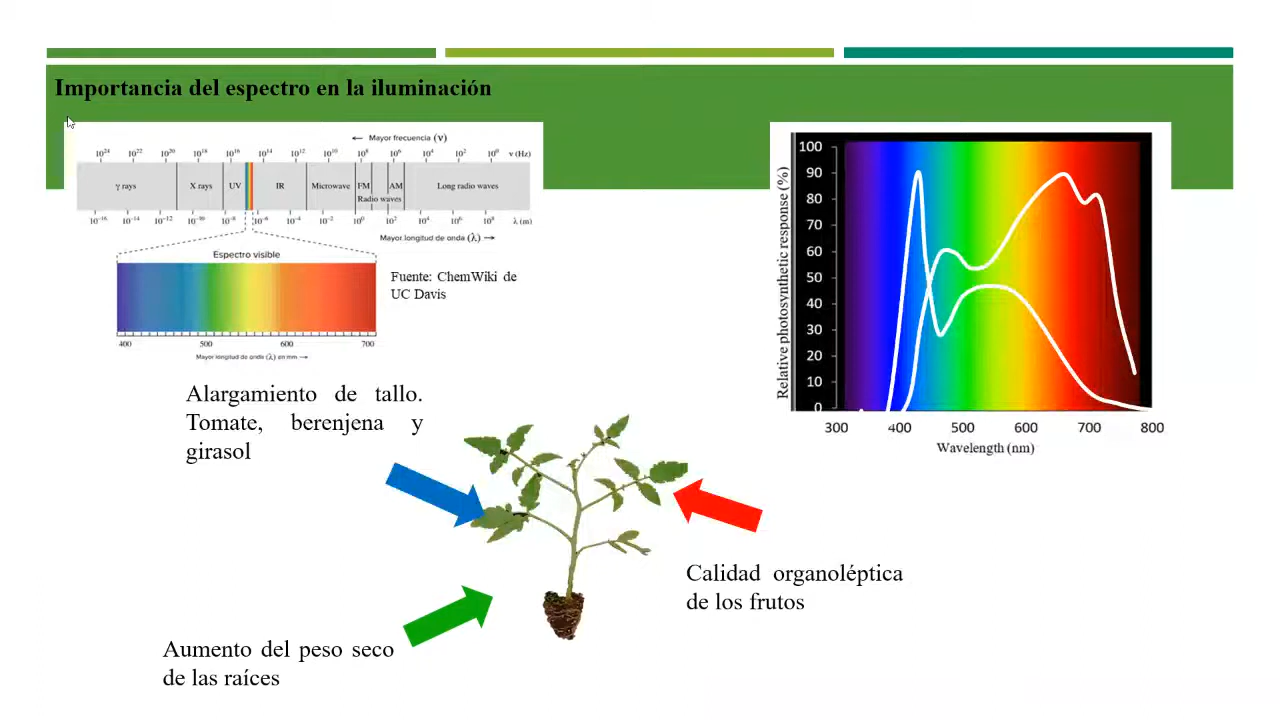 Importancia del espectro en la iluminación
← Mayor frecuencia (ν)
10²⁴ 10²² 10²⁰ 10¹⁸ 10¹⁶ 10¹⁴ 10¹² 10¹⁰ 10⁸ 10⁶ 10⁴ 10² 10⁰ ν (Hz)
γ rays X rays UV IR Microwave FM AM Long radio waves
Radio waves
10⁻¹⁶ 10⁻¹⁴ 10⁻¹² 10⁻¹⁰ 10⁻⁸ 10⁻⁶ 10⁻⁴ 10⁻² 10⁰ 10² 10⁴ 10⁶ 10⁸ λ (m)
Mayor longitud de onda (λ) →
Espectro visible
400 500 600 700
Mayor longitud de onda (λ) en nm →
Fuente: ChemWiki de
UC Davis
Relative photosynthetic response (%)
100
90
80
70
60
50
40
30
20
10
0
300 400 500 600 700 800
Wavelength (nm)
Alargamiento de tallo.
Tomate, berenjena y
girasol
Calidad organoléptica
de los frutos
Aumento del peso seco
de las raíces